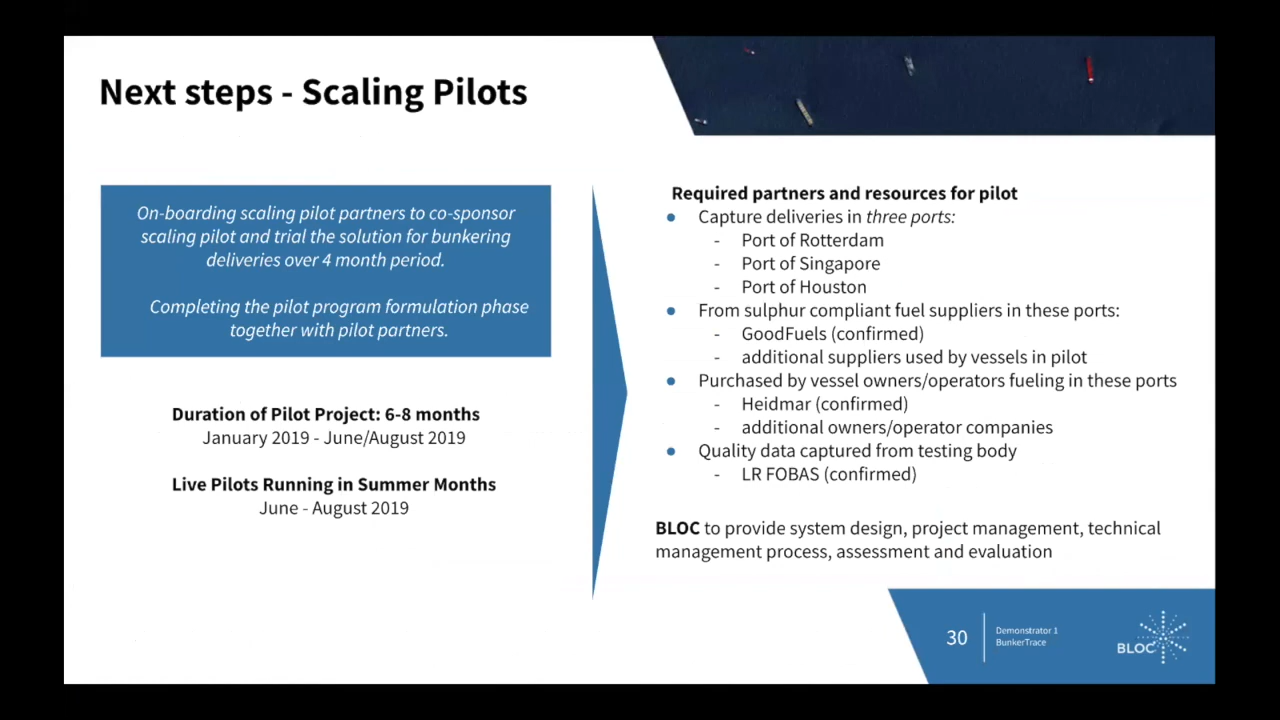 Next steps - Scaling Pilots
On-boarding scaling pilot partners to co-sponsor
scaling pilot and trial the solution for bunkering
deliveries over 4 month period.
Completing the pilot program formulation phase
together with pilot partners.
Duration of Pilot Project: 6-8 months
January 2019 - June/August 2019
Live Pilots Running in Summer Months
June - August 2019
Required partners and resources for pilot
● Capture deliveries in three ports:
- Port of Rotterdam
- Port of Singapore
- Port of Houston
● From sulphur compliant fuel suppliers in these ports:
- GoodFuels (confirmed)
- additional suppliers used by vessels in pilot
● Purchased by vessel owners/operators fueling in these ports
- Heidmar (confirmed)
- additional owners/operator companies
● Quality data captured from testing body
- LR FOBAS (confirmed)
BLOC to provide system design, project management, technical
management process, assessment and evaluation
30
Demonstrator 1
BunkerTrace
BLOC